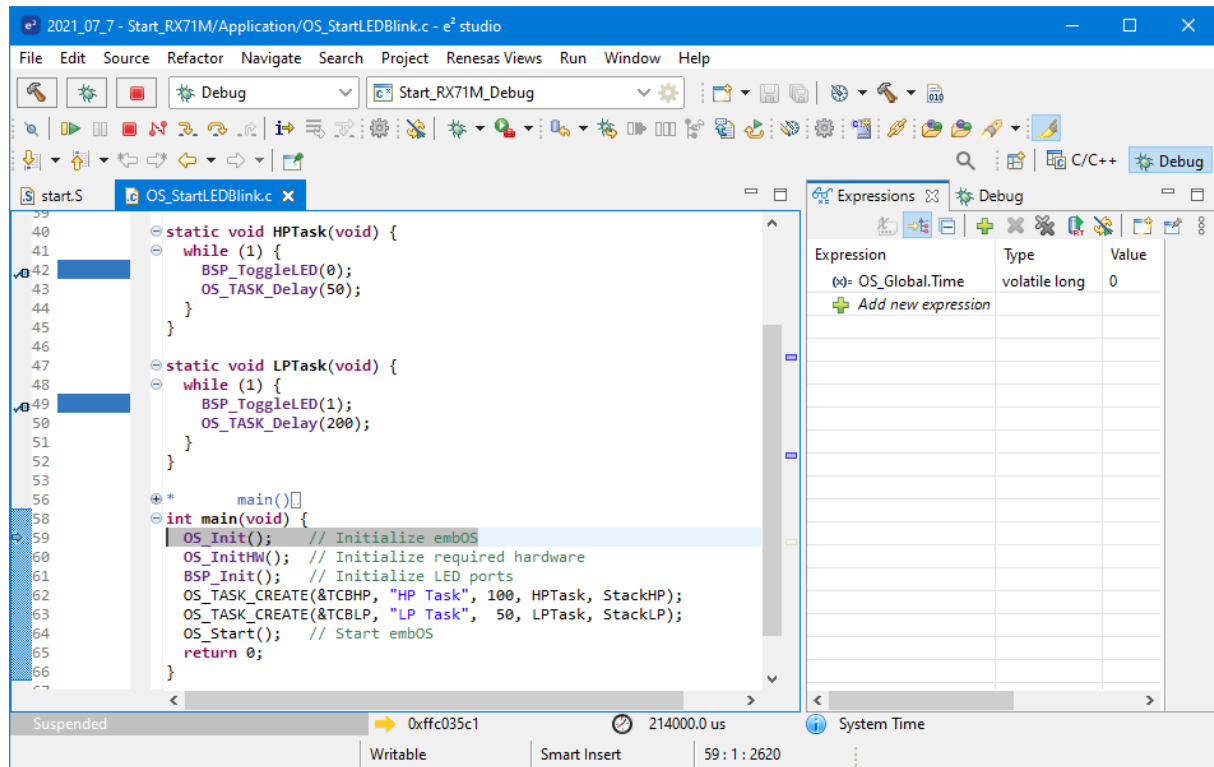 e² 2021_07_7 - Start_RX71M/Application/OS_StartLEDBlink.c - e² studio
File Edit Source Refactor Navigate Search Project Renesas Views Run Window Help
Debug Start_RX71M_Debug
C/C++ Debug
start.S OS_StartLEDBlink.c
39
40 static void HPTask(void) {
41 while (1) {
42 BSP_ToggleLED(0);
43 OS_TASK_Delay(50);
44 }
45 }
46
47 static void LPTask(void) {
48 while (1) {
49 BSP_ToggleLED(1);
50 OS_TASK_Delay(200);
51 }
52 }
53
56 * main()
58 int main(void) {
59 OS_Init(); // Initialize embOS
60 OS_InitHW(); // Initialize required hardware
61 BSP_Init(); // Initialize LED ports
62 OS_TASK_CREATE(&TCBHP, "HP Task", 100, HPTask, StackHP);
63 OS_TASK_CREATE(&TCBLP, "LP Task", 50, LPTask, StackLP);
64 OS_Start(); // Start embOS
65 return 0;
66 }
67
Expressions Debug
Expression Type Value
(x)= OS_Global.Time volatile long 0
Add new expression
Suspended 0xffc035c1 214000.0 us System Time
Writable Smart Insert 59 : 1 : 2620